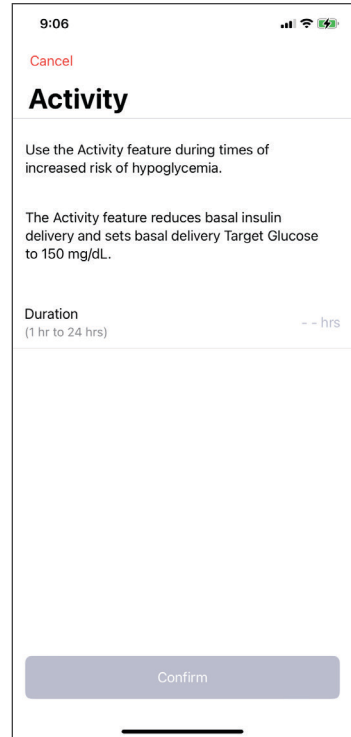 9:06
Cancel
Activity
Use the Activity feature during times of
increased risk of hypoglycemia.
The Activity feature reduces basal insulin
delivery and sets basal delivery Target Glucose
to 150 mg/dL.
Duration
(1 hr to 24 hrs)
- - hrs
Confirm